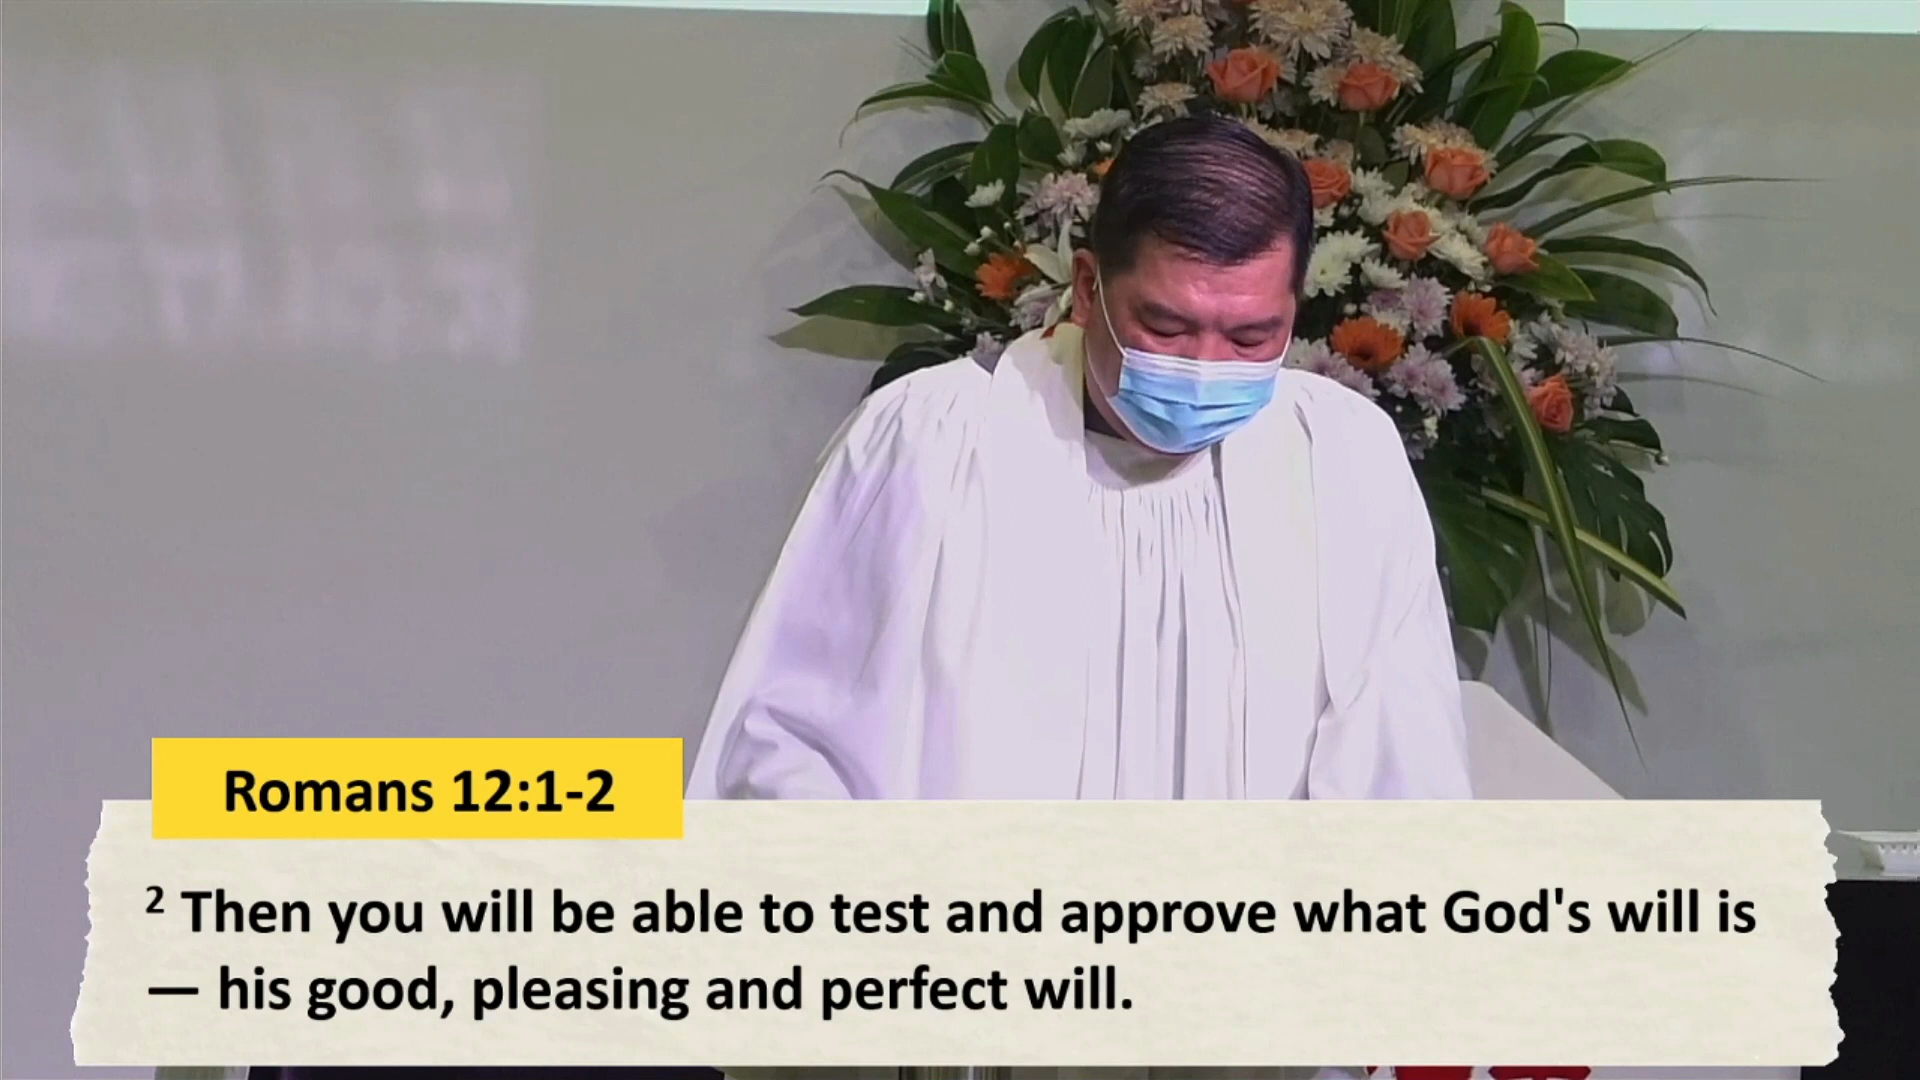 Romans 12:1-2
² Then you will be able to test and approve what God's will is
— his good, pleasing and perfect will.